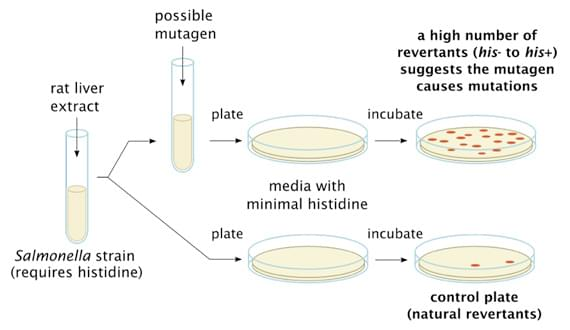 possible
mutagen
a high number of
revertants (his- to his+)
suggests the mutagen
causes mutations
rat liver
extract
plate
incubate
media with
minimal histidine
plate
incubate
Salmonella strain
(requires histidine)
control plate
(natural revertants)